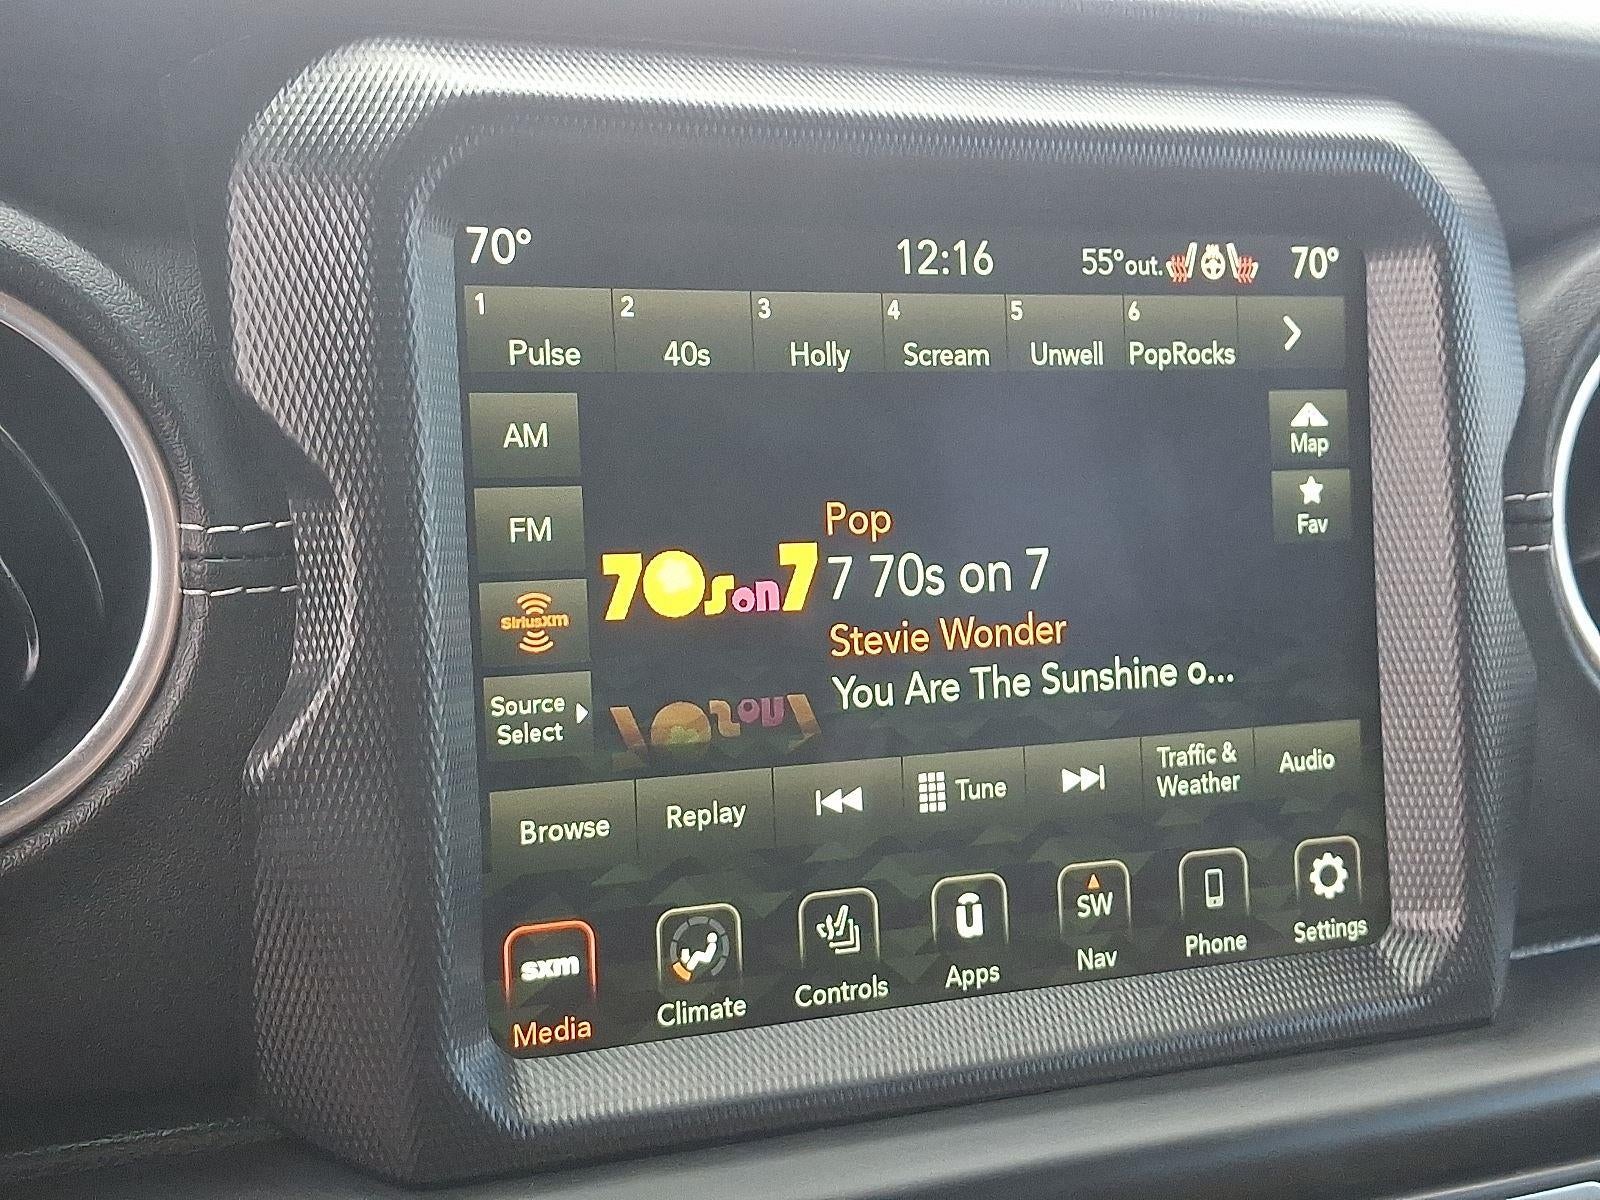 70° 12:16 55°out. 70°
1 2 3 4 5 6
Pulse 40s Holly Scream Unwell PopRocks
AM
Map
FM
Fav
SiriusXM
Source
Select
70s on 7
Pop
7 70s on 7
Stevie Wonder
You Are The Sunshine o...
Browse Replay Tune Traffic &
Weather Audio
sxm SW
Media Climate Controls Apps Nav Phone Settings